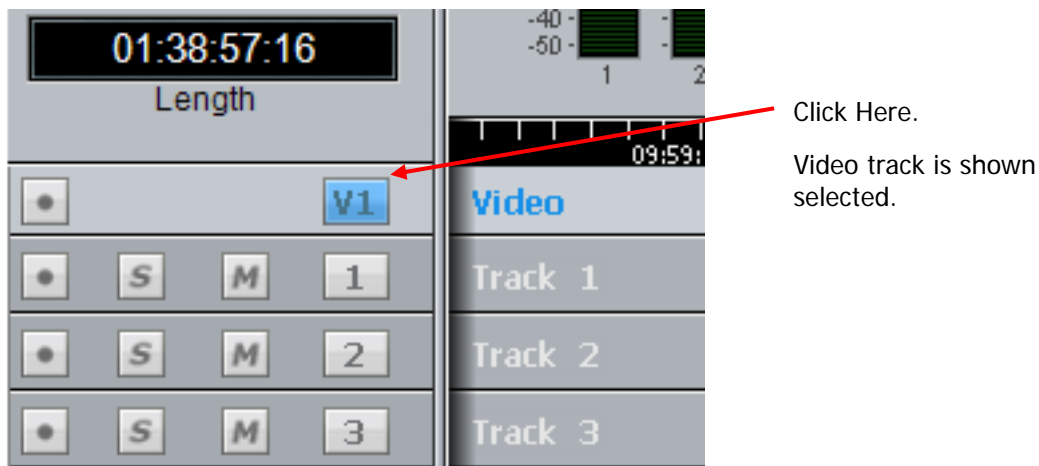 01:38:57:16
Length
-40 -
-50 -
1
2
09:59:
Click Here.
Video track is shown
selected.
V1
Video
S M 1
Track 1
S M 2
Track 2
S M 3
Track 3